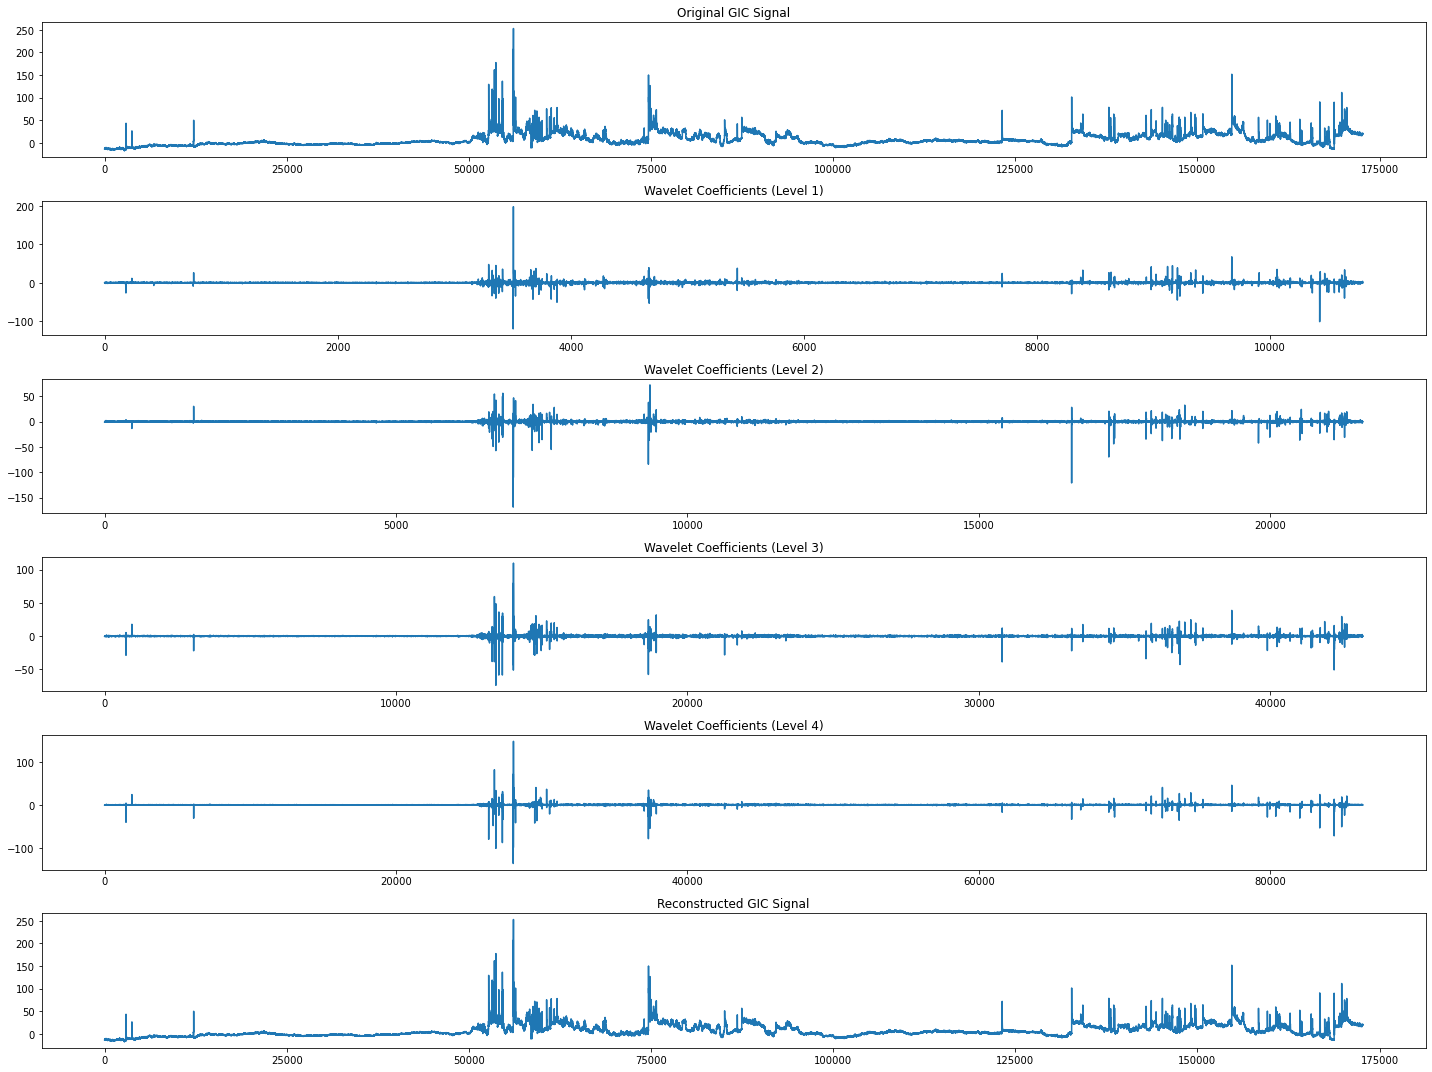 Original GIC Signal
250
200
150
100
50
0
0 25000 50000 75000 100000 125000 150000 175000
Wavelet Coefficients (Level 1)
200
100
0
−100
0 2000 4000 6000 8000 10000
Wavelet Coefficients (Level 2)
50
0
−50
−100
−150
0 5000 10000 15000 20000
Wavelet Coefficients (Level 3)
100
50
0
−50
0 10000 20000 30000 40000
Wavelet Coefficients (Level 4)
100
0
−100
0 20000 40000 60000 80000
Reconstructed GIC Signal
250
200
150
100
50
0
0 25000 50000 75000 100000 125000 150000 175000